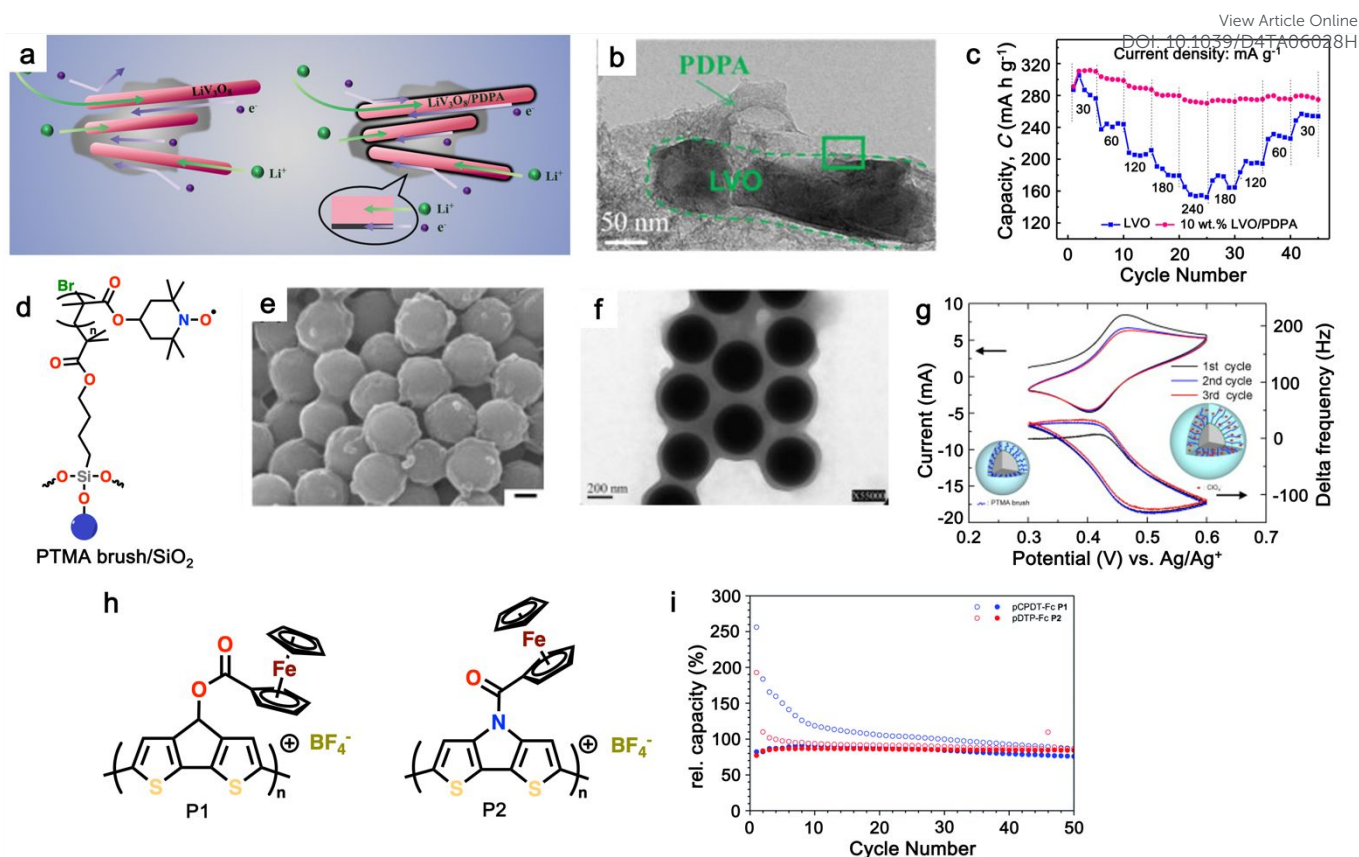 View Article Online
DOI: 10.1039/D4TA06028H
a
LiV₃O₈
e⁻
Li⁺
LiV₃O₈/PDPA
e⁻
Li⁺
Li⁺
e⁻
b
PDPA
LVO
50 nm
c
Current density: mA g⁻¹
Capacity, C (mA h g⁻¹)
320
280
240
200
160
120
30
60
120
180
240
180
120
60
30
LVO
10 wt.% LVO/PDPA
0 10 20 30 40
Cycle Number
d
Br
O
O
N
O•
n
O
O
O
Si
O
O
PTMA brush/SiO₂
e
f
200 nm
X55000
g
Current (mA)
10
5
0
-5
-10
-15
-20
1st cycle
2nd cycle
3rd cycle
: PTMA brush
ClO₄⁻
200
100
0
-100
Delta frequency (Hz)
0.2 0.3 0.4 0.5 0.6 0.7
Potential (V) vs. Ag/Ag⁺
h
O
O
Fe
S
S
n
⊕
BF₄⁻
P1
O
Fe
N
S
S
n
⊕
BF₄⁻
P2
i
rel. capacity (%)
300
250
200
150
100
50
0
pCPDT-Fc P1
pDTP-Fc P2
0 10 20 30 40 50
Cycle Number